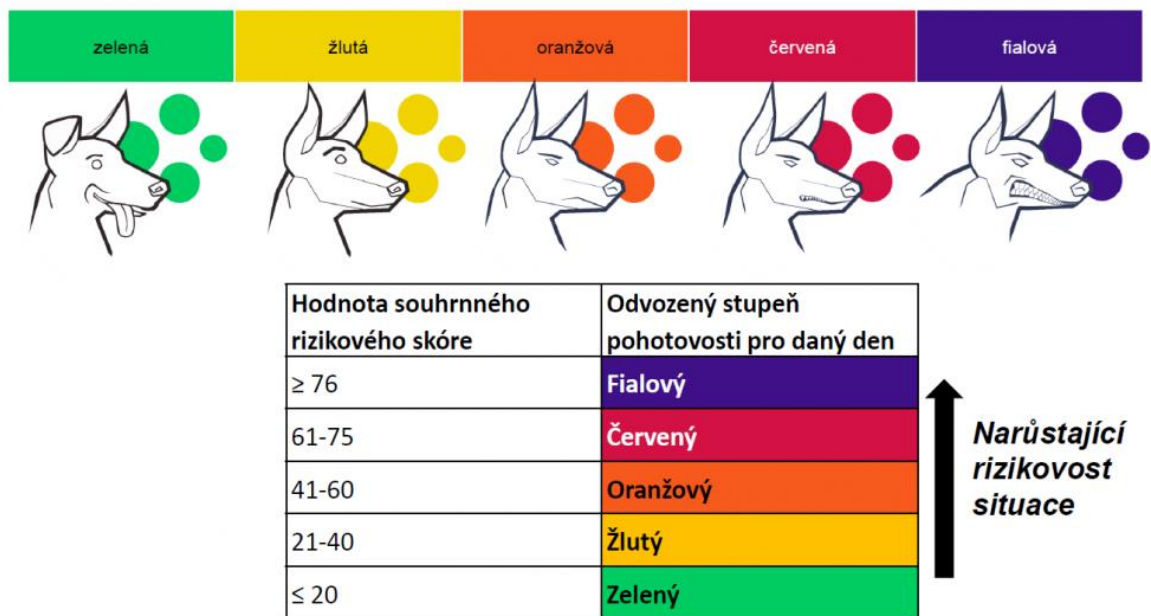 zelená
žlutá
oranžová
červená
fialová
Hodnota souhrnného
rizikového skóre
Odvozený stupeň
pohotovosti pro daný den
≥ 76
Fialový
61-75
Červený
41-60
Oranžový
21-40
Žlutý
≤ 20
Zelený
Narůstající
rizikovost
situace